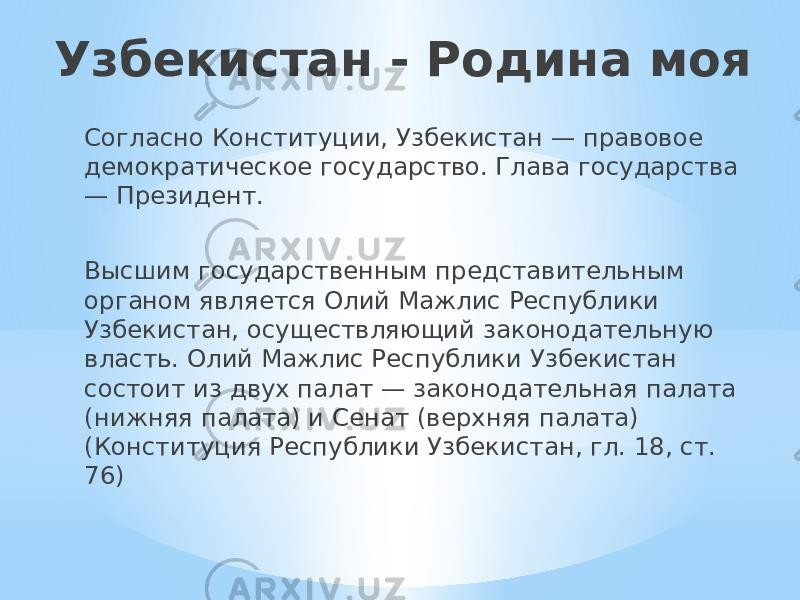 Узбекистан - Родина моя
Согласно Конституции, Узбекистан — правовое
демократическое государство. Глава государства
— Президент.
Высшим государственным представительным
органом является Олий Мажлис Республики
Узбекистан, осуществляющий законодательную
власть. Олий Мажлис Республики Узбекистан
состоит из двух палат — законодательная палата
(нижняя палата) и Сенат (верхняя палата)
(Конституция Республики Узбекистан, гл. 18, ст.
76)
ARXIV.UZ
ARXIV.UZ
ARXIV.UZ
ARXIV.UZ